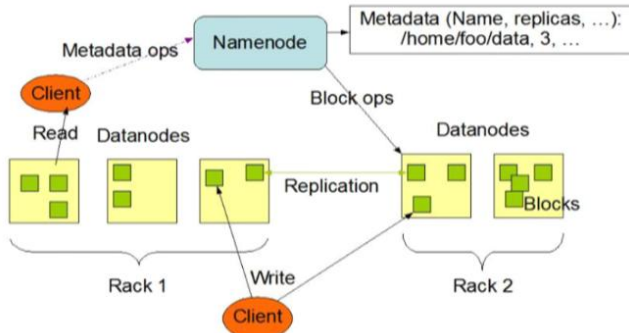 Metadata (Name, replicas, …):
/home/foo/data, 3, …
Namenode
Metadata ops
Client
Block ops
Read
Datanodes
Datanodes
Replication
Blocks
Rack 1
Write
Rack 2
Client